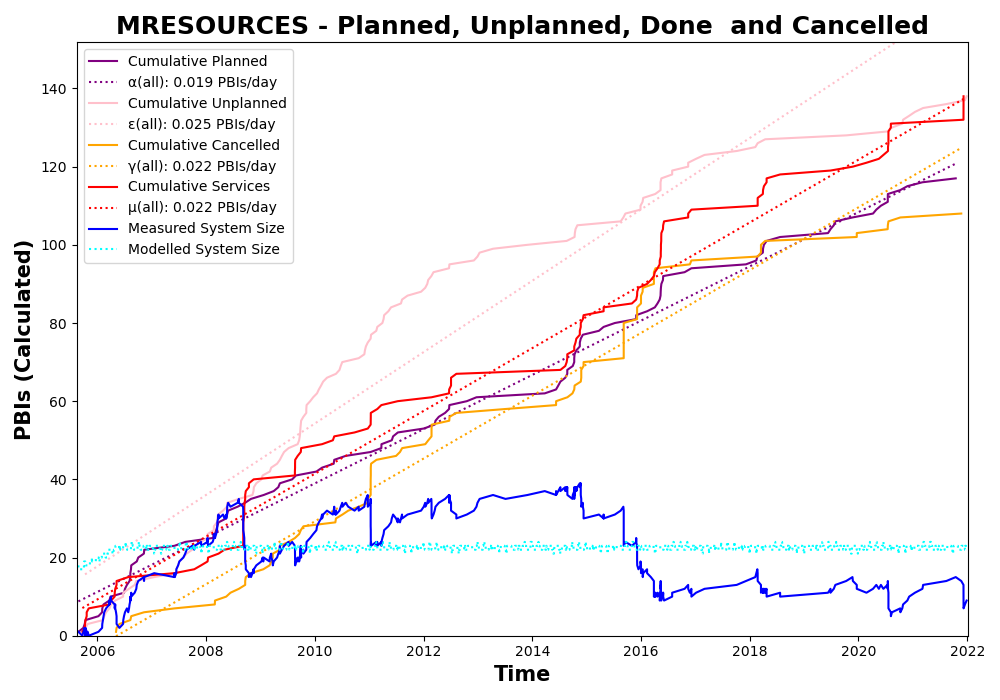 MRESOURCES - Planned, Unplanned, Done  and Cancelled
Cumulative Planned
α(all): 0.019 PBIs/day
Cumulative Unplanned
ε(all): 0.025 PBIs/day
Cumulative Cancelled
γ(all): 0.022 PBIs/day
Cumulative Services
μ(all): 0.022 PBIs/day
Measured System Size
Modelled System Size
PBIs (Calculated)
140
120
100
80
60
40
20
0
2006 2008 2010 2012 2014 2016 2018 2020 2022
Time